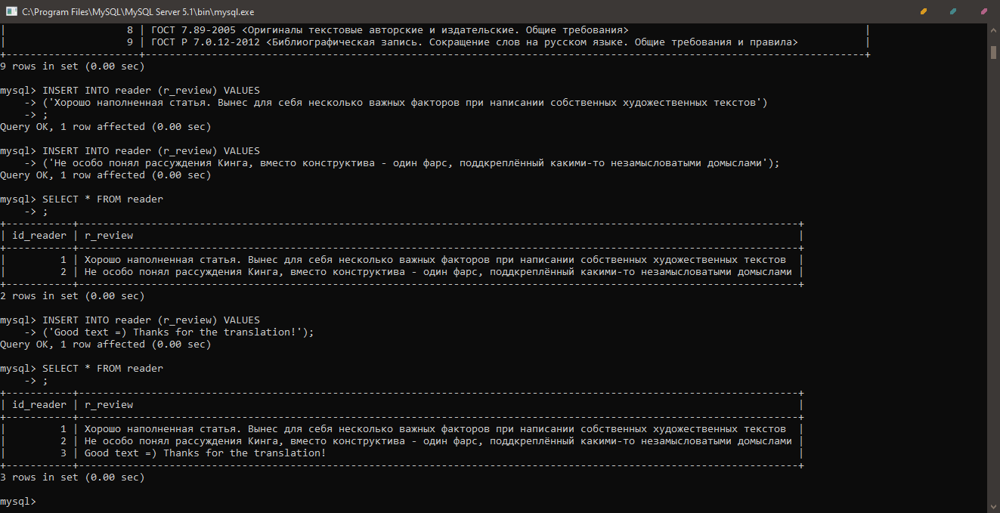 C:\Program Files\MySQL\MySQL Server 5.1\bin\mysql.exe
| 8 | ГОСТ 7.89-2005 <Оригиналы текстовые авторские и издательские. Общие требования> |
| 9 | ГОСТ Р 7.0.12-2012 <Библиографическая запись. Сокращение слов на русском языке. Общие требования и правила> |
9 rows in set (0.00 sec)
mysql> INSERT INTO reader (r_review) VALUES
-> ('Хорошо наполненная статья. Вынес для себя несколько важных факторов при написании собственных художественных текстов')
-> ;
Query OK, 1 row affected (0.00 sec)
mysql> INSERT INTO reader (r_review) VALUES
-> ('Не особо понял рассуждения Кинга, вместо конструктива - один фарс, поддкреплённый какими-то незамысловатыми домыслами');
Query OK, 1 row affected (0.00 sec)
mysql> SELECT * FROM reader
-> ;
| id_reader | r_review |
| 1 | Хорошо наполненная статья. Вынес для себя несколько важных факторов при написании собственных художественных текстов |
| 2 | Не особо понял рассуждения Кинга, вместо конструктива - один фарс, поддкреплённый какими-то незамысловатыми домыслами |
2 rows in set (0.00 sec)
mysql> INSERT INTO reader (r_review) VALUES
-> ('Good text =) Thanks for the translation!');
Query OK, 1 row affected (0.00 sec)
mysql> SELECT * FROM reader
-> ;
| id_reader | r_review |
| 1 | Хорошо наполненная статья. Вынес для себя несколько важных факторов при написании собственных художественных текстов |
| 2 | Не особо понял рассуждения Кинга, вместо конструктива - один фарс, поддкреплённый какими-то незамысловатыми домыслами |
| 3 | Good text =) Thanks for the translation! |
3 rows in set (0.00 sec)
mysql>